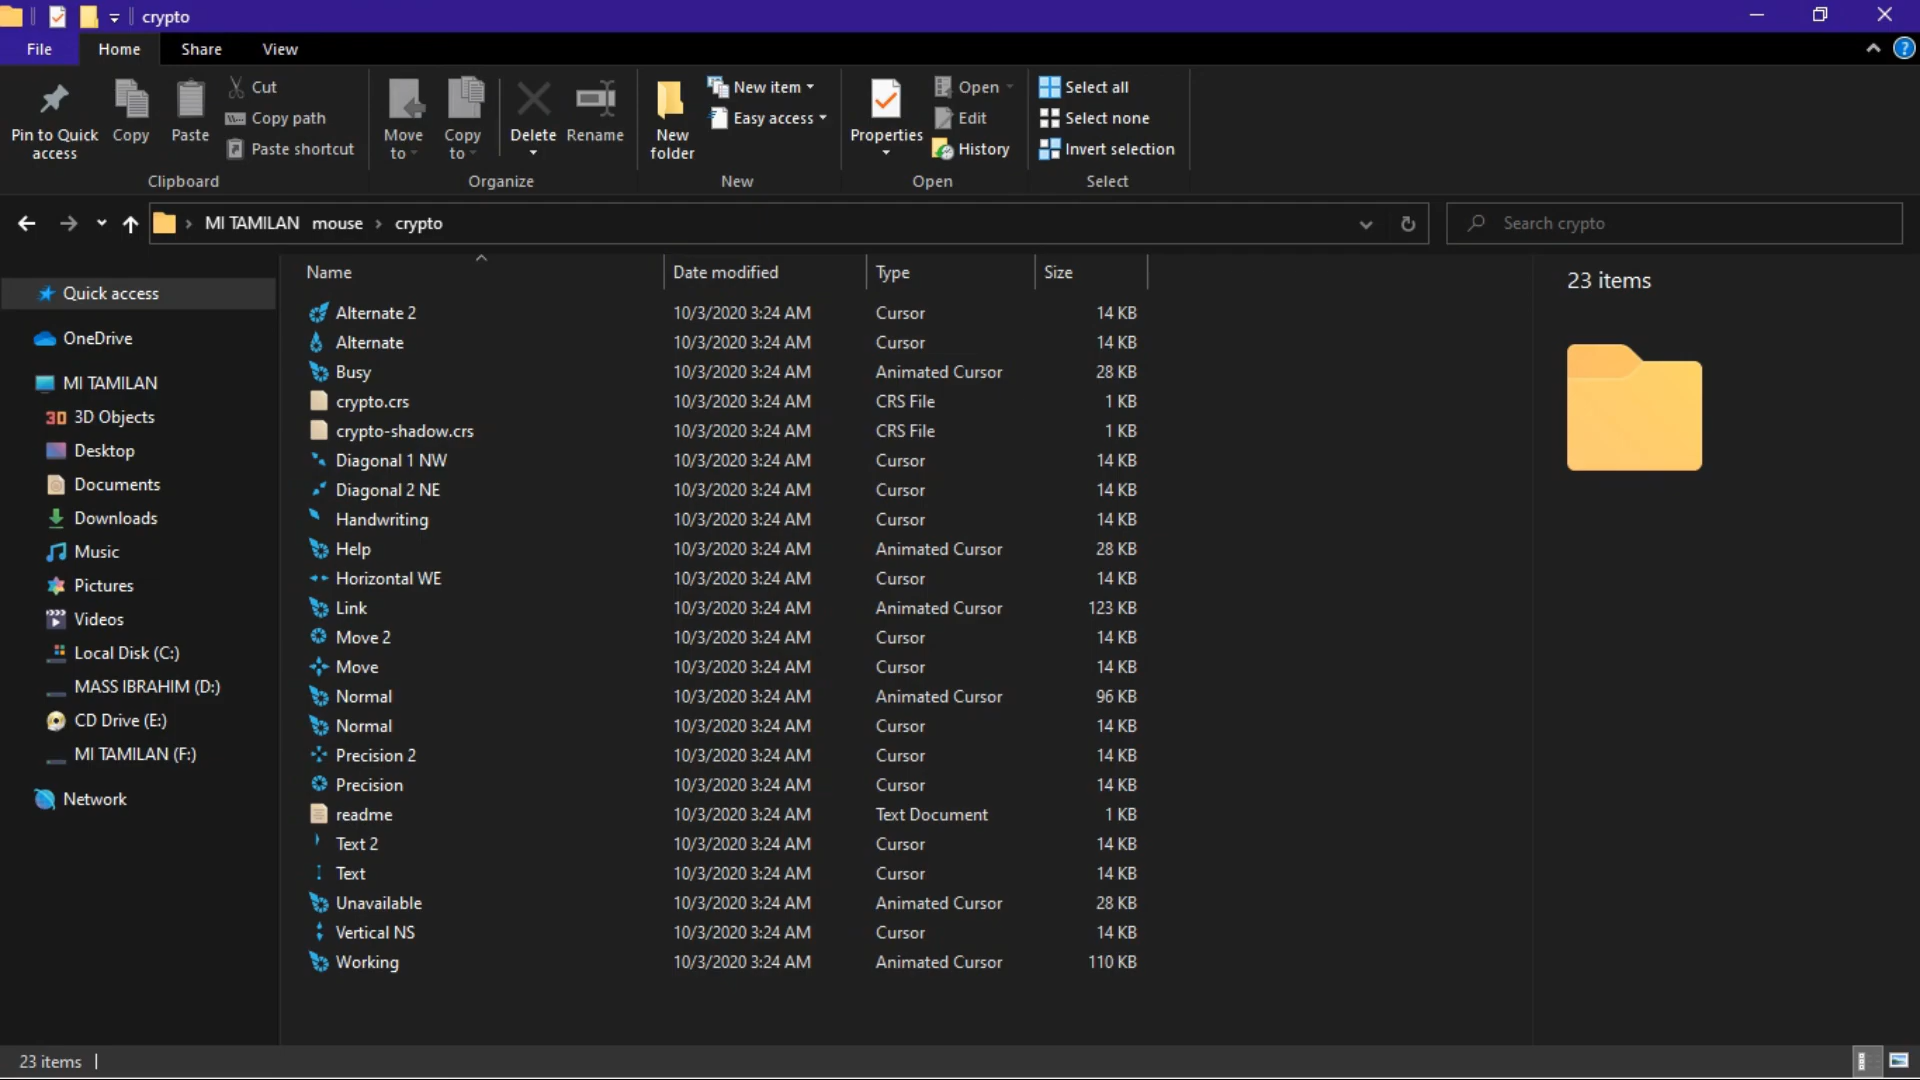 crypto
File Home Share View
Pin to Quick access
Copy
Paste
Cut
Copy path
Paste shortcut
Clipboard
Move to
Copy to
Delete
Rename
Organize
New folder
New item
Easy access
New
Properties
Open
Edit
History
Open
Select all
Select none
Invert selection
Select
MI TAMILAN mouse › crypto
Search crypto
Quick access
OneDrive
MI TAMILAN
3D Objects
Desktop
Documents
Downloads
Music
Pictures
Videos
Local Disk (C:)
MASS IBRAHIM (D:)
CD Drive (E:)
MI TAMILAN (F:)
Network
Name Date modified Type Size
Alternate 2 10/3/2020 3:24 AM Cursor 14 KB
Alternate 10/3/2020 3:24 AM Cursor 14 KB
Busy 10/3/2020 3:24 AM Animated Cursor 28 KB
crypto.crs 10/3/2020 3:24 AM CRS File 1 KB
crypto-shadow.crs 10/3/2020 3:24 AM CRS File 1 KB
Diagonal 1 NW 10/3/2020 3:24 AM Cursor 14 KB
Diagonal 2 NE 10/3/2020 3:24 AM Cursor 14 KB
Handwriting 10/3/2020 3:24 AM Cursor 14 KB
Help 10/3/2020 3:24 AM Animated Cursor 28 KB
Horizontal WE 10/3/2020 3:24 AM Cursor 14 KB
Link 10/3/2020 3:24 AM Animated Cursor 123 KB
Move 2 10/3/2020 3:24 AM Cursor 14 KB
Move 10/3/2020 3:24 AM Cursor 14 KB
Normal 10/3/2020 3:24 AM Animated Cursor 96 KB
Normal 10/3/2020 3:24 AM Cursor 14 KB
Precision 2 10/3/2020 3:24 AM Cursor 14 KB
Precision 10/3/2020 3:24 AM Cursor 14 KB
readme 10/3/2020 3:24 AM Text Document 1 KB
Text 2 10/3/2020 3:24 AM Cursor 14 KB
Text 10/3/2020 3:24 AM Cursor 14 KB
Unavailable 10/3/2020 3:24 AM Animated Cursor 28 KB
Vertical NS 10/3/2020 3:24 AM Cursor 14 KB
Working 10/3/2020 3:24 AM Animated Cursor 110 KB
23 items
23 items